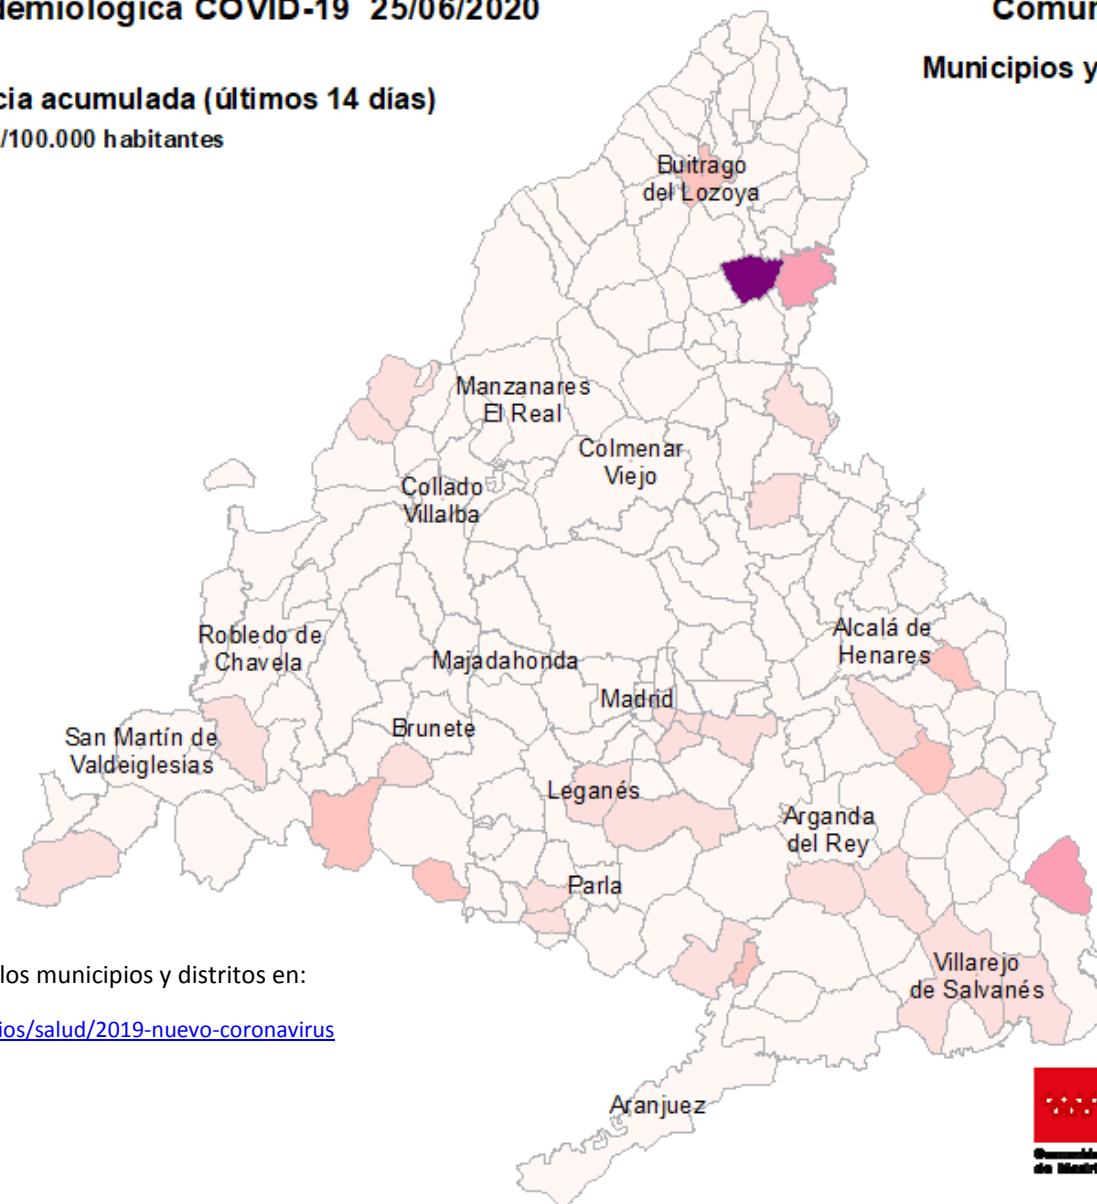 demiológica COVID-19 25/06/2020
Comun
Municipios y
cia acumulada (últimos 14 días)
/100.000 habitantes
Buitrago
del Lozoya
Manzanares
El Real
Colmenar
Viejo
Collado
Villalba
Robledo de
Chavela
Majadahonda
Alcalá de
Henares
Madrid
Brunete
San Martín de
Valdeiglesias
Leganés
Arganda
del Rey
Parla
Villarejo
de Salvanés
los municipios y distritos en:
ios/salud/2019-nuevo-coronavirus
Aranjuez